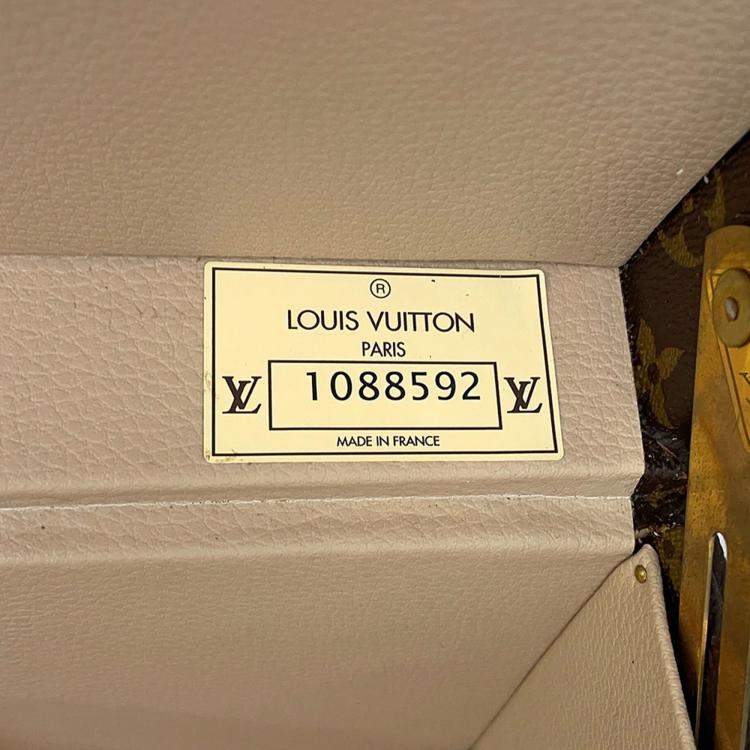 ®
LOUIS VUITTON
PARIS
LV 1088592 LV
MADE IN FRANCE